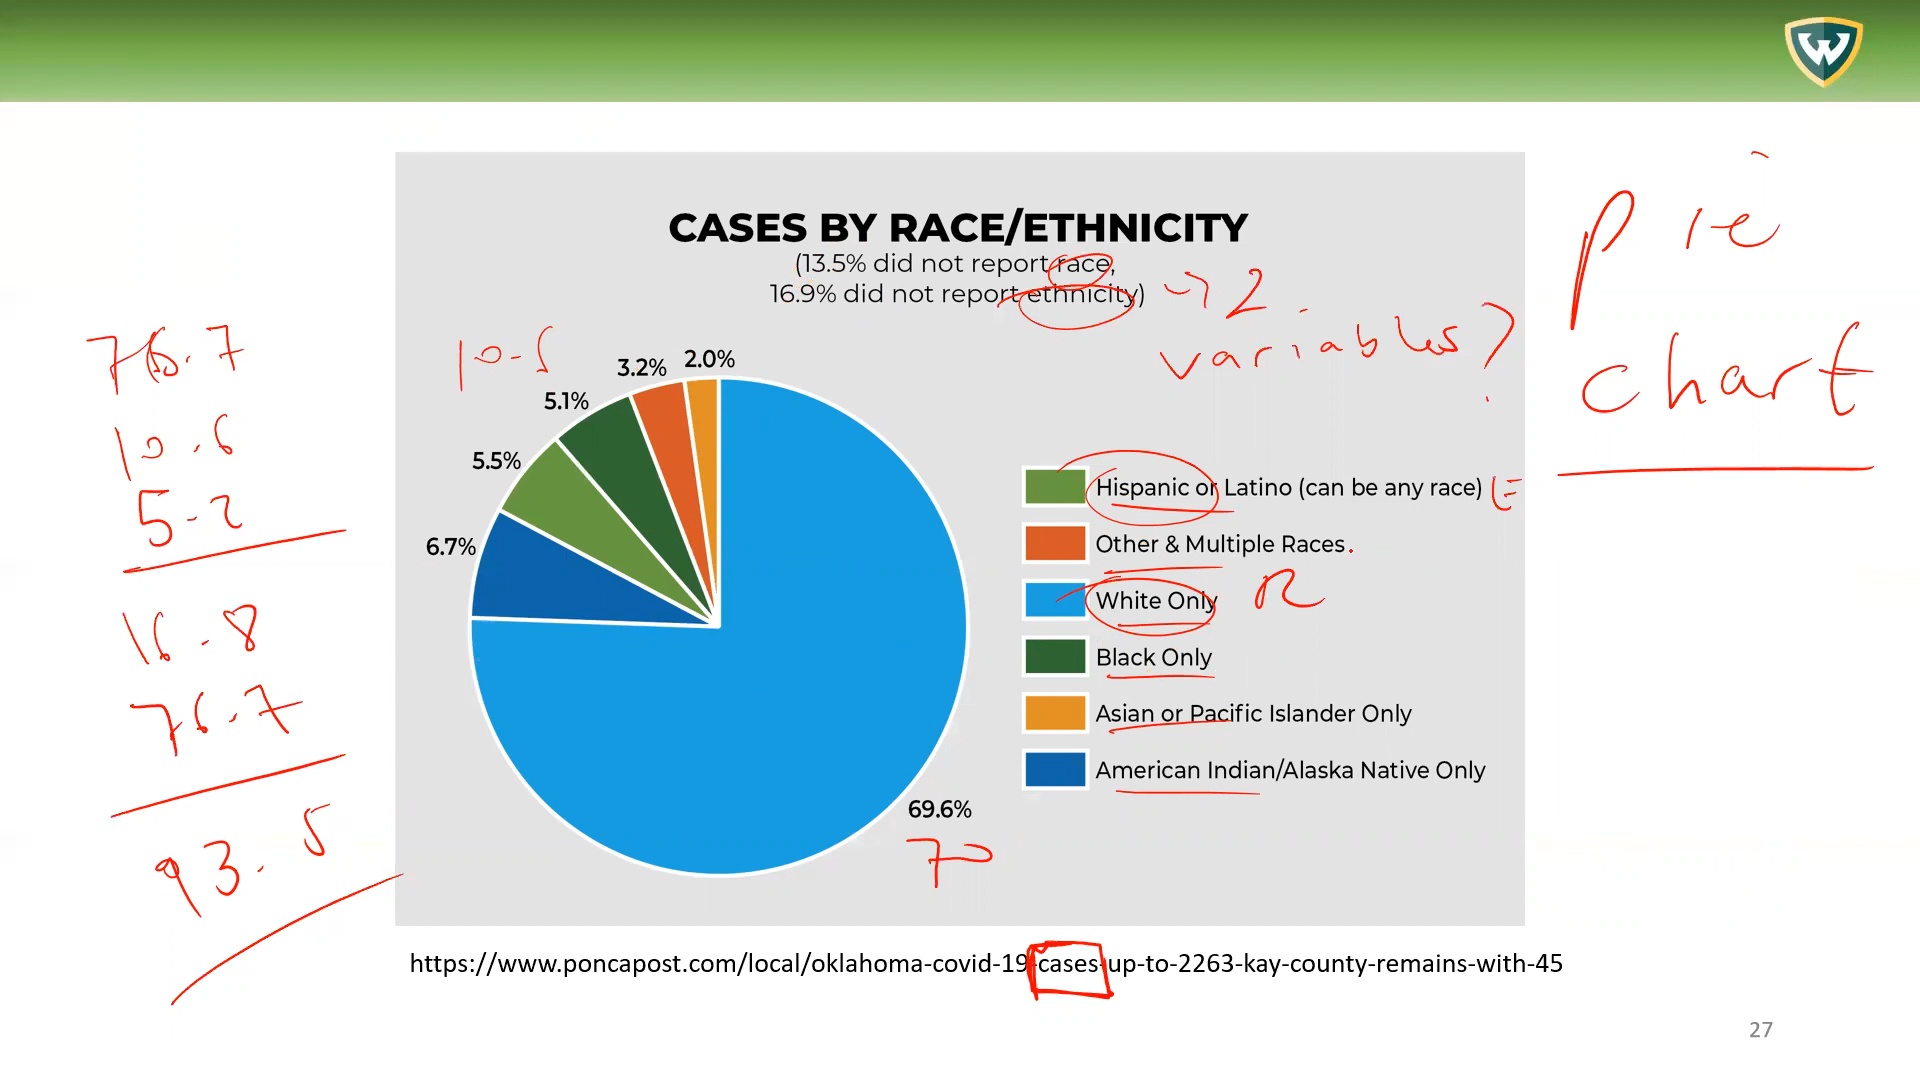 W
CASES BY RACE/ETHNICITY
(13.5% did not report race,
16.9% did not report ethnicity)
→ 2
variables?
pie
chart
76.7
10.6
5.2
16.8
76.7
93.5
10.5
2.0%
3.2%
5.1%
5.5%
6.7%
69.6%
70
Hispanic or Latino (can be any race) E
Other & Multiple Races
White Only R
Black Only
Asian or Pacific Islander Only
American Indian/Alaska Native Only
https://www.poncapost.com/local/oklahoma-covid-19-cases-up-to-2263-kay-county-remains-with-45
27